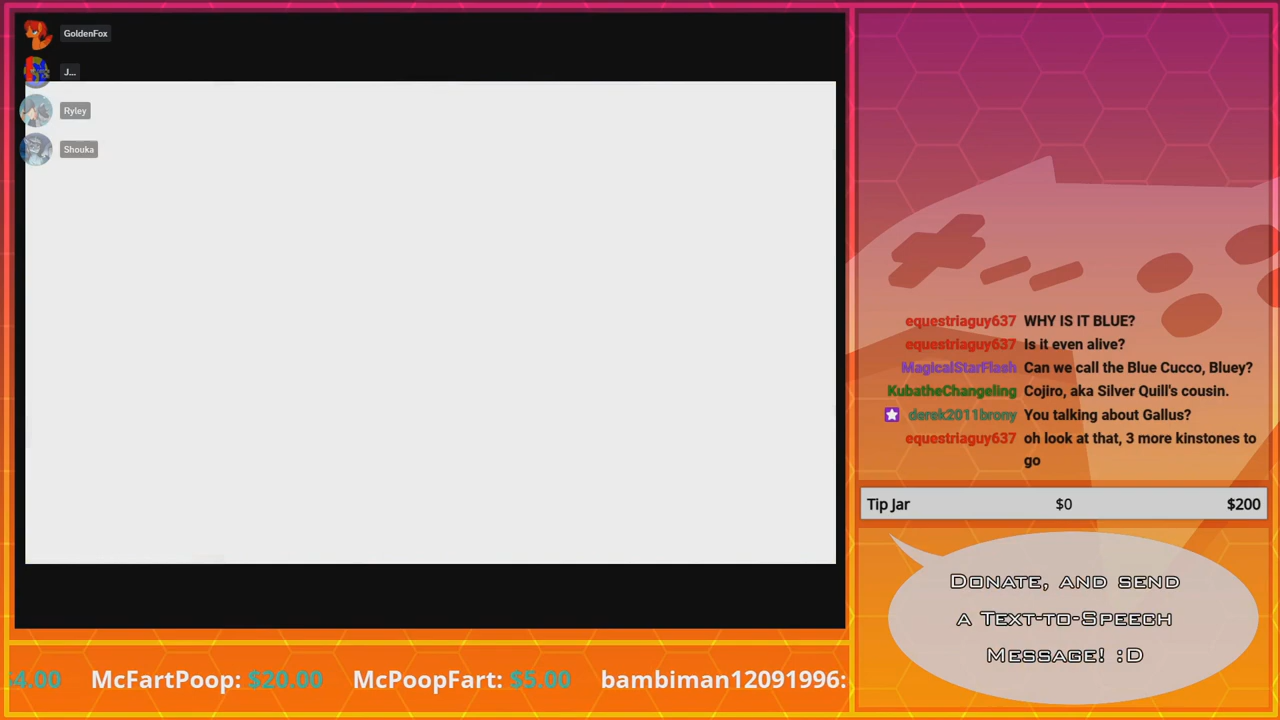 GoldenFox
J...
Ryley
Shouka
equestriaguy637 WHY IS IT BLUE?
equestriaguy637 Is it even alive?
MagicalStarFlash Can we call the Blue Cucco, Bluey?
KubatheChangeling Cojiro, aka Silver Quill's cousin.
derek2011brony You talking about Gallus?
equestriaguy637 oh look at that, 3 more kinstones to
go
Tip Jar $0 $200
Donate, and send
a Text-to-Speech
Message! :D
$4.00 McFartPoop: $20.00 McPoopFart: $5.00 bambiman12091996: